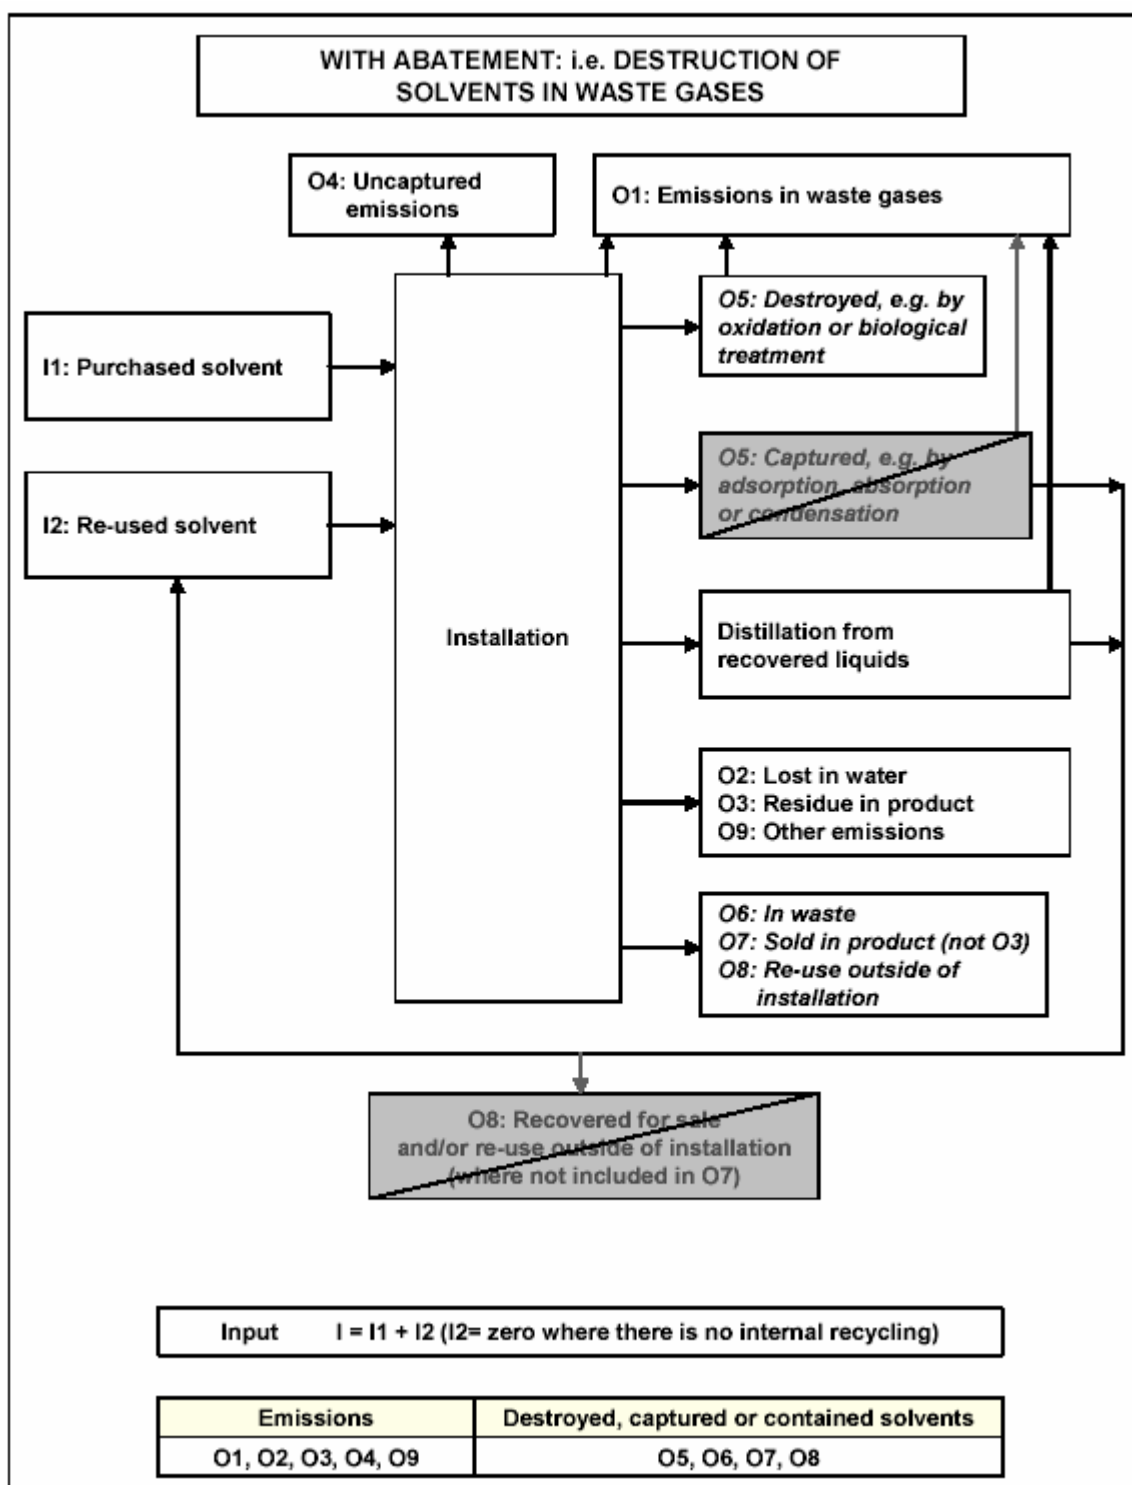 WITH ABATEMENT: i.e. DESTRUCTION OF
SOLVENTS IN WASTE GASES
O4: Uncaptured
emissions
O1: Emissions in waste gases
I1: Purchased solvent
I2: Re-used solvent
Installation
O5: Destroyed, e.g. by
oxidation or biological
treatment
O5: Captured, e.g. by
adsorption, absorption
or condensation
Distillation from
recovered liquids
O2: Lost in water
O3: Residue in product
O9: Other emissions
O6: In waste
O7: Sold in product (not O3)
O8: Re-use outside of
installation
O8: Recovered for sale
and/or re-use outside of installation
(where not included in O7)
Input I = I1 + I2 (I2= zero where there is no internal recycling)
Emissions Destroyed, captured or contained solvents
O1, O2, O3, O4, O9 O5, O6, O7, O8